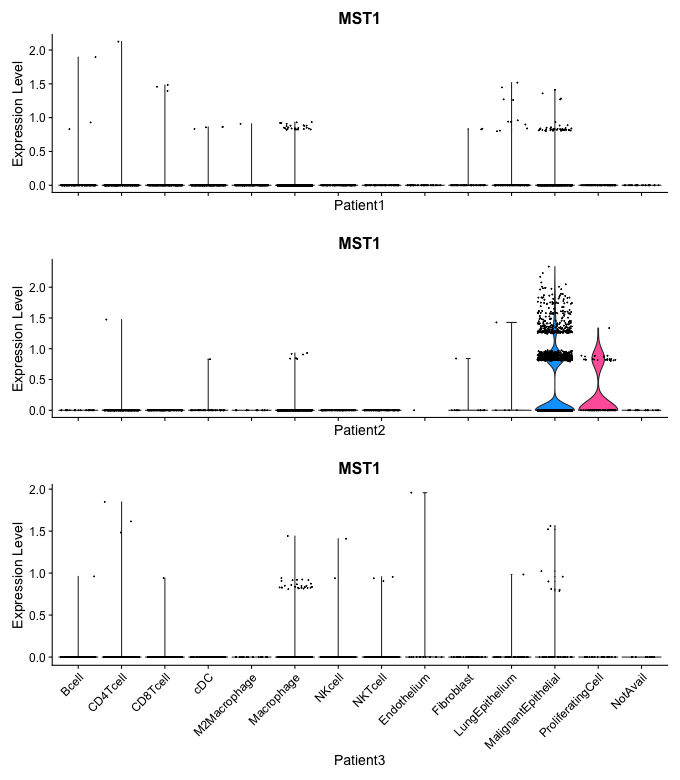 MST1
Expression Level
2.0
1.5
1.0
0.5
0.0
Patient1
MST1
Expression Level
2.0
1.5
1.0
0.5
0.0
Patient2
MST1
Expression Level
2.0
1.5
1.0
0.5
0.0
Bcell
CD4Tcell
CD8Tcell
cDC
M2Macrophage
Macrophage
NKcell
NKTcell
Endothelium
Fibroblast
LungEpithelium
MalignantEpithelial
ProliferatingCell
NotAvail
Patient3